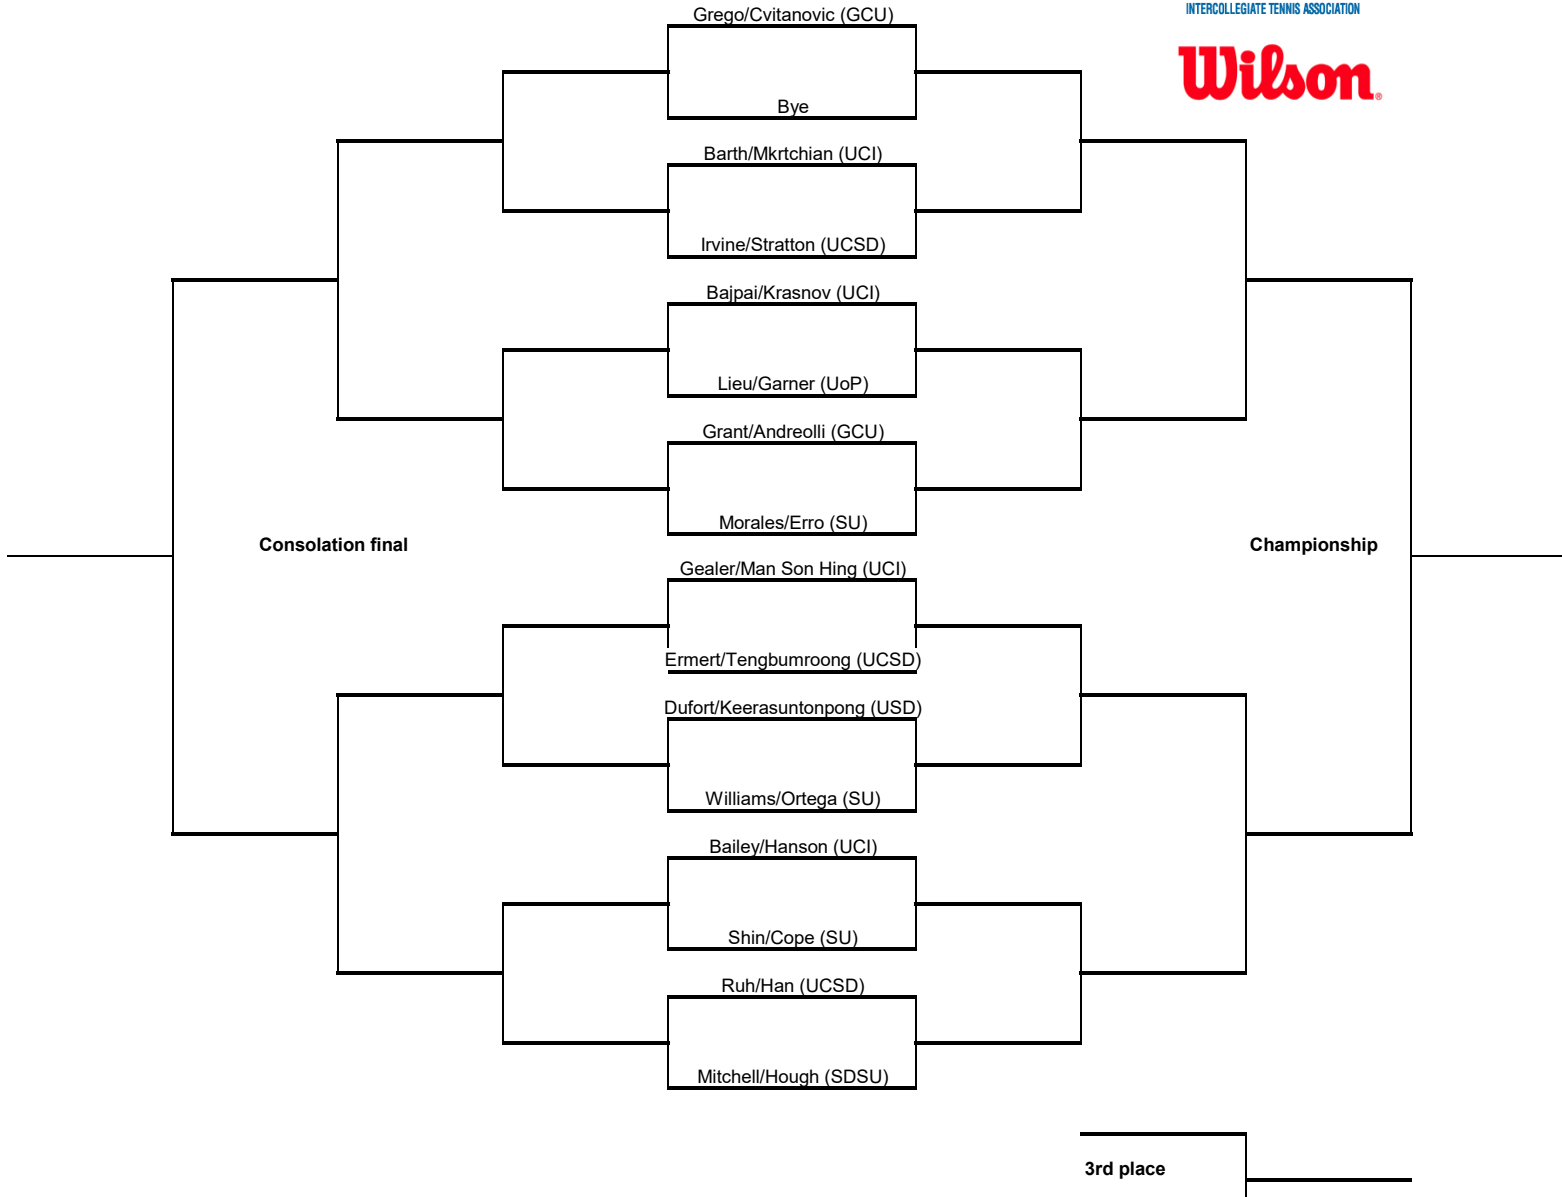 INTERCOLLEGIATE TENNIS ASSOCIATION
Wilson®
Grego/Cvitanovic (GCU)
Bye
Barth/Mkrtchian (UCI)
Irvine/Stratton (UCSD)
Bajpai/Krasnov (UCI)
Lieu/Garner (UoP)
Grant/Andreolli (GCU)
Morales/Erro (SU)
Consolation final
Championship
Gealer/Man Son Hing (UCI)
Ermert/Tengbumroong (UCSD)
Dufort/Keerasuntonpong (USD)
Williams/Ortega (SU)
Bailey/Hanson (UCI)
Shin/Cope (SU)
Ruh/Han (UCSD)
Mitchell/Hough (SDSU)
3rd place